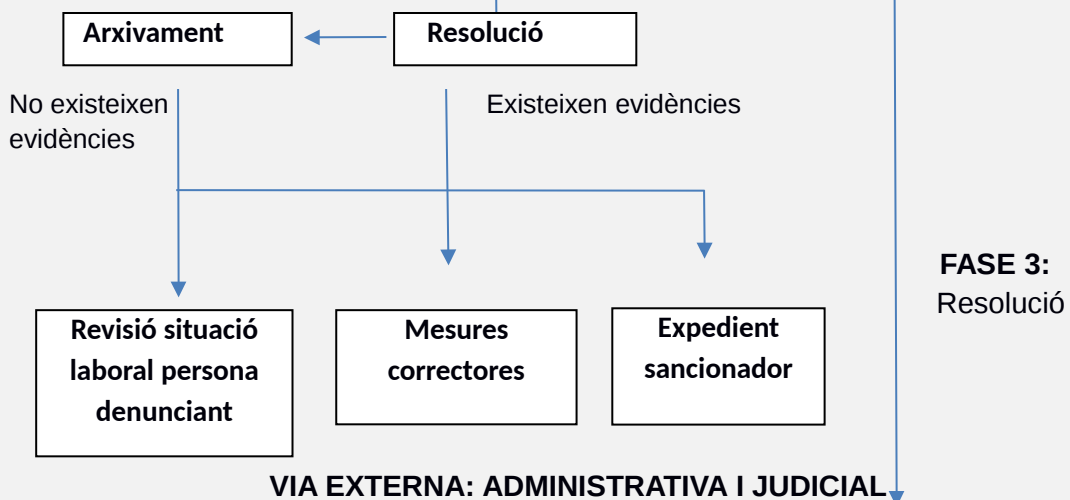 Arxivament
Resolució
No existeixen
evidències
Existeixen evidències
FASE 3:
Resolució
Revisió situació
laboral persona
denunciant
Mesures
correctores
Expedient
sancionador
VIA EXTERNA: ADMINISTRATIVA I JUDICIAL